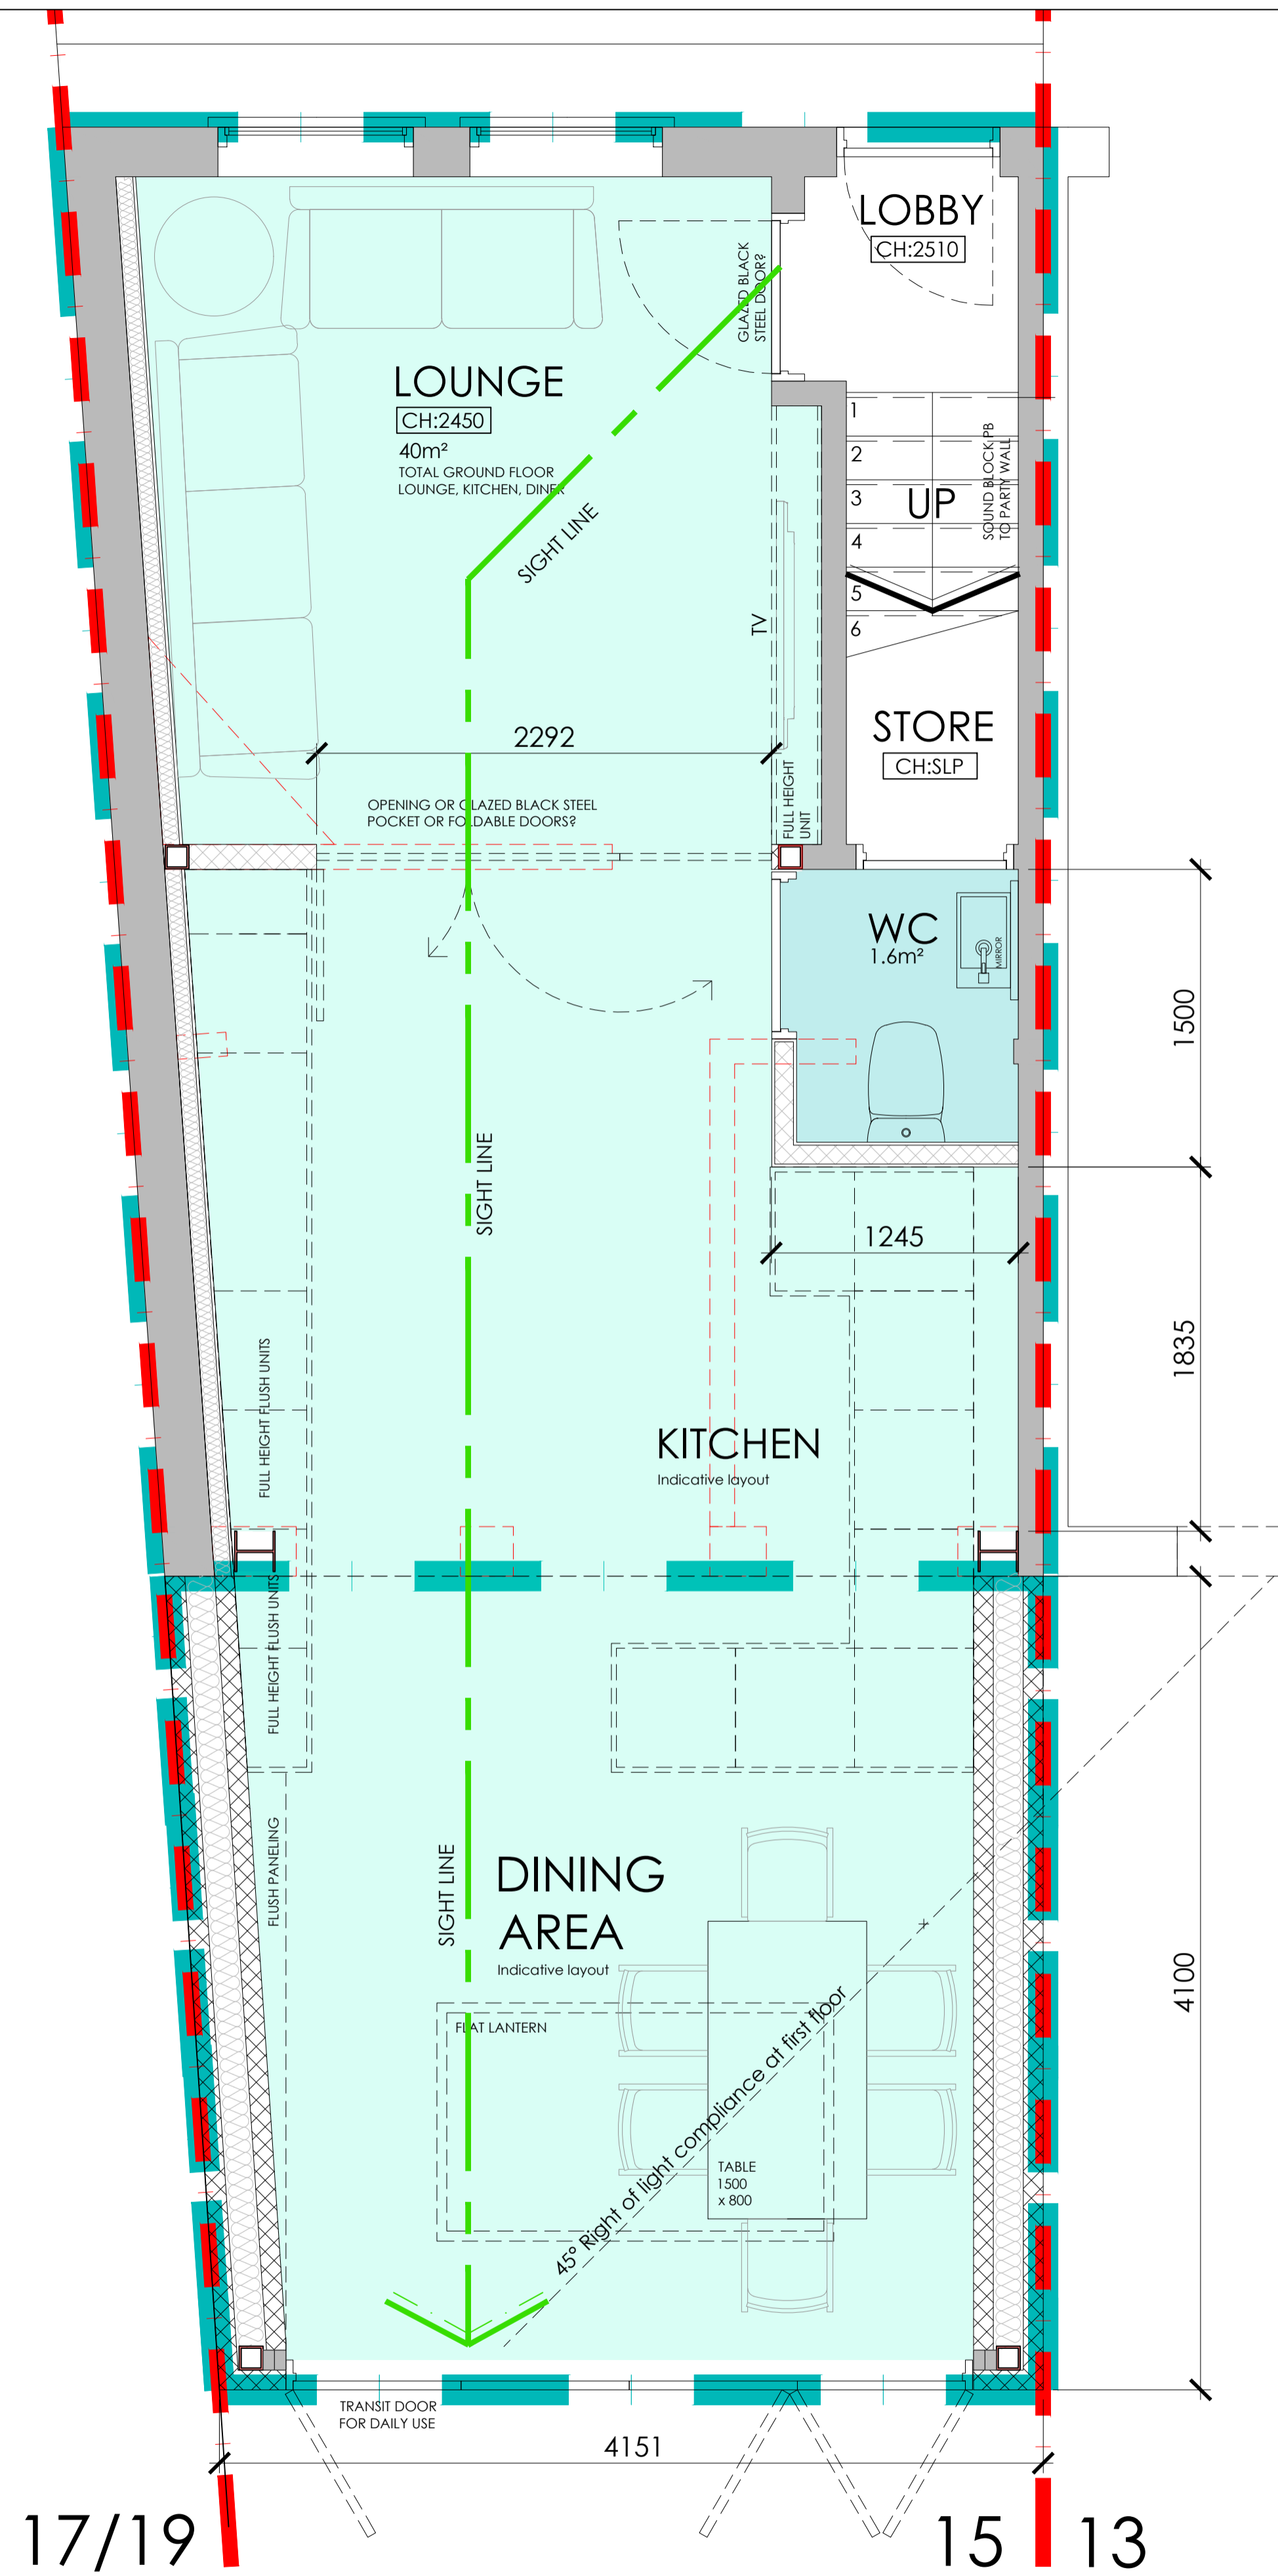 LOBBY
CH:2510
GLAZED BLACK
STEEL DOOR?
LOUNGE
CH:2450
40m²
TOTAL GROUND FLOOR
LOUNGE, KITCHEN, DINER
SIGHT LINE
1
2
3
4
5
6
UP
SOUND BLOCK PB
TO PARTY WALL
TV
STORE
CH:SLP
2292
OPENING OR GLAZED BLACK STEEL
POCKET OR FOLDABLE DOORS?
FULL HEIGHT
UNIT
WC
1.6m²
MIRROR
1500
SIGHT LINE
1245
1835
FULL HEIGHT FLUSH UNITS
KITCHEN
Indicative layout
FULL HEIGHT FLUSH UNITS
FLUSH PANELING
SIGHT LINE
DINING
AREA
Indicative layout
4100
FLAT LANTERN
45° Right of light compliance at first floor
TABLE
1500
x 800
TRANSIT DOOR
FOR DAILY USE
4151
17/19
15
13